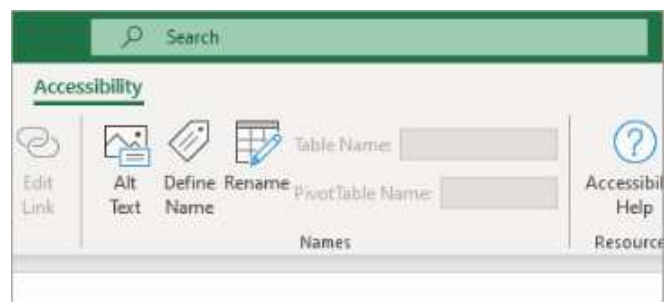 Search
Accessibility
Edit Link
Alt Text
Define Name
Rename
Table Name:
PivotTable Name:
Accessibil
Help
Names
Resource